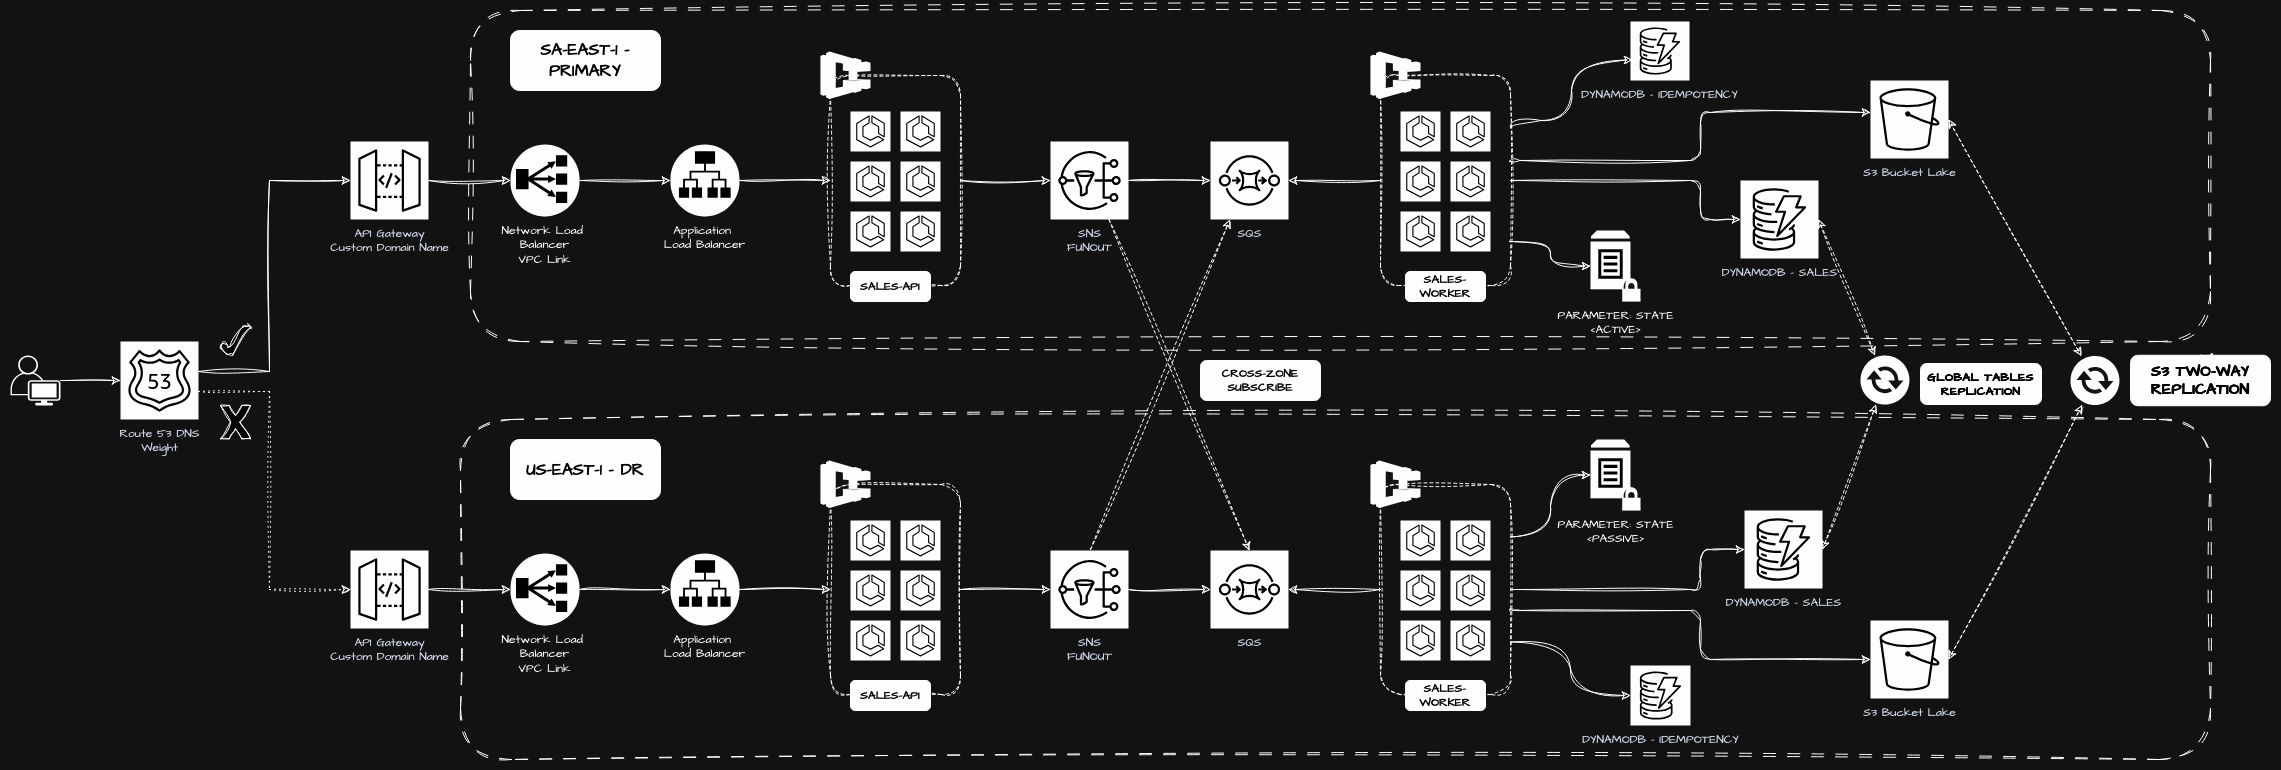 SA-EAST-1 -
PRIMARY
DYNAMODB - IDEMPOTENCY
S3 Bucket Lake
API Gateway
Custom Domain Name
Network Load
Balancer
VPC Link
Application
Load Balancer
SALES-API
SNS
FUNOUT
SQS
SALES-
WORKER
DYNAMODB - SALES
PARAMETER: STATE
<ACTIVE>
53
Route 53 DNS
Weight
X
CROSS-ZONE
SUBSCRIBE
GLOBAL TABLES
REPLICATION
S3 TWO-WAY
REPLICATION
US-EAST-1 - DR
PARAMETER: STATE
<PASSIVE>
API Gateway
Custom Domain Name
Network Load
Balancer
VPC Link
Application
Load Balancer
SALES-API
SNS
FUNOUT
SQS
SALES-
WORKER
DYNAMODB - SALES
S3 Bucket Lake
DYNAMODB - IDEMPOTENCY